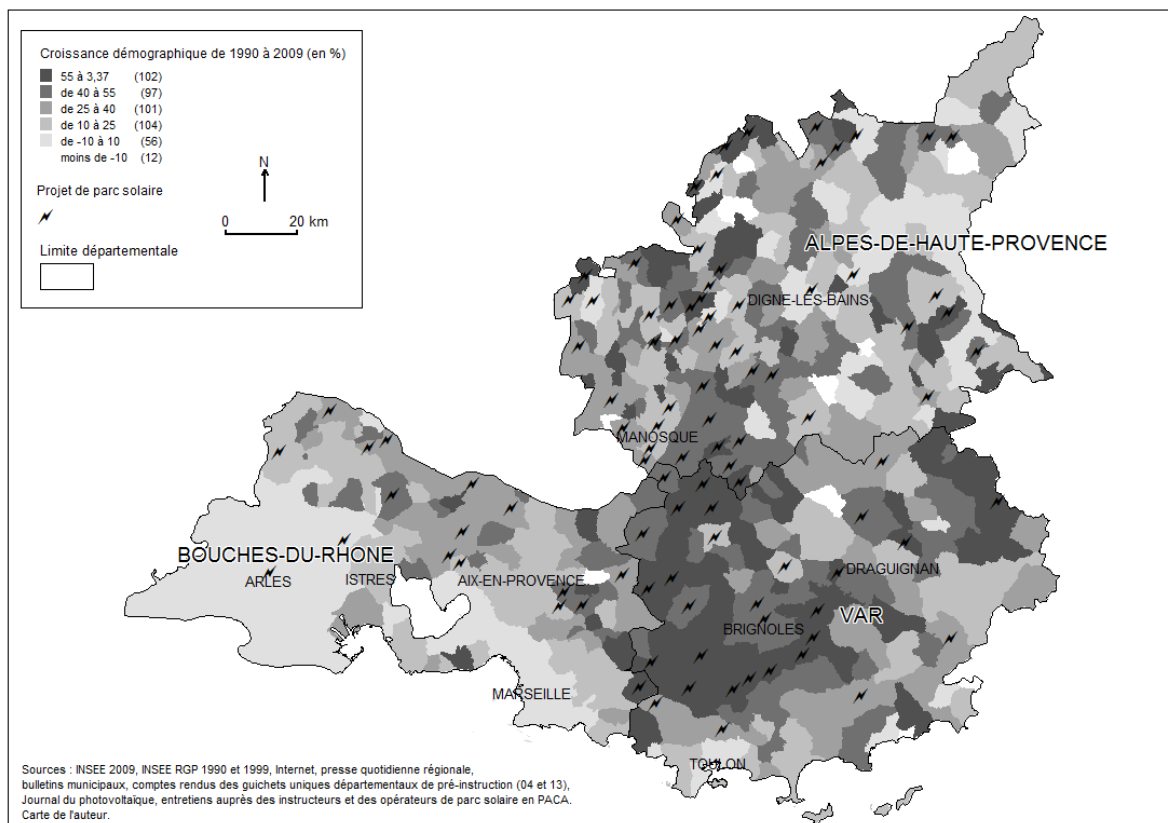 Croissance démographique de 1990 à 2009 (en %)
55 à 3,37 (102)
de 40 à 55 (97)
de 25 à 40 (101)
de 10 à 25 (104)
de -10 à 10 (56)
moins de -10 (12)
N
Projet de parc solaire
0 20 km
Limite départementale
ALPES-DE-HAUTE-PROVENCE
DIGNE-LES-BAINS
MANOSQUE
BOUCHES-DU-RHONE
ARLES
ISTRES
AIX-EN-PROVENCE
DRAGUIGNAN
VAR
BRIGNOLES
MARSEILLE
TOULON
Sources : INSEE 2009, INSEE RGP 1990 et 1999, Internet, presse quotidienne régionale,
bulletins municipaux, comptes rendus des guichets uniques départementaux de pré-instruction (04 et 13),
Journal du photovoltaïque, entretiens auprès des instructeurs et des opérateurs de parc solaire en PACA.
Carte de l'auteur.